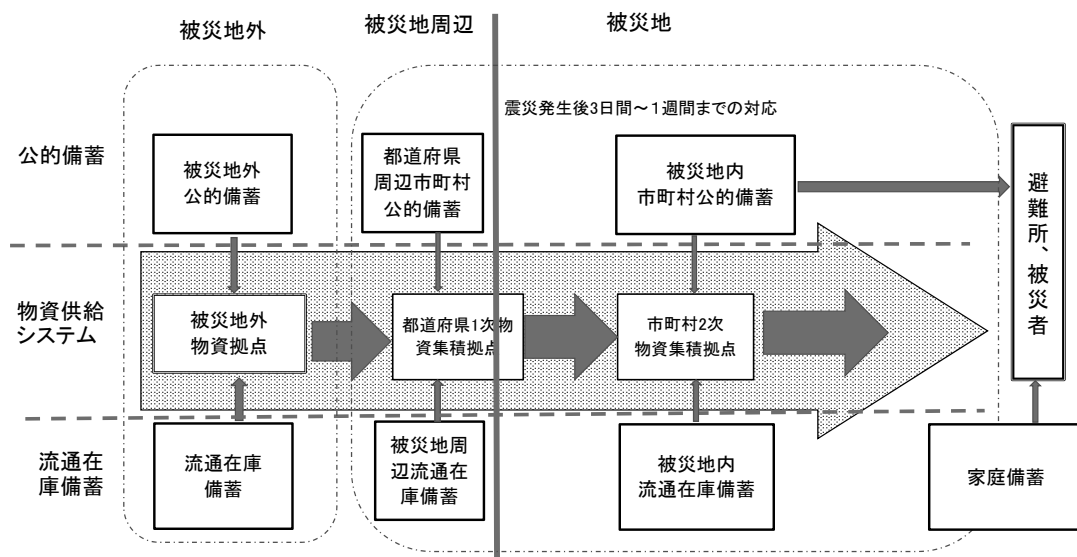 被災地外
被災地周辺
被災地
震災発生後3日間～1週間までの対応
公的備蓄
被災地外
公的備蓄
都道府県
周辺市町村
公的備蓄
被災地内
市町村公的備蓄
避難所、被災者
物資供給
システム
被災地外
物資拠点
都道府県1次物
資集積拠点
市町村2次
物資集積拠点
流通在
庫備蓄
流通在庫
備蓄
被災地周
辺流通在
庫備蓄
被災地内
流通在庫備蓄
家庭備蓄